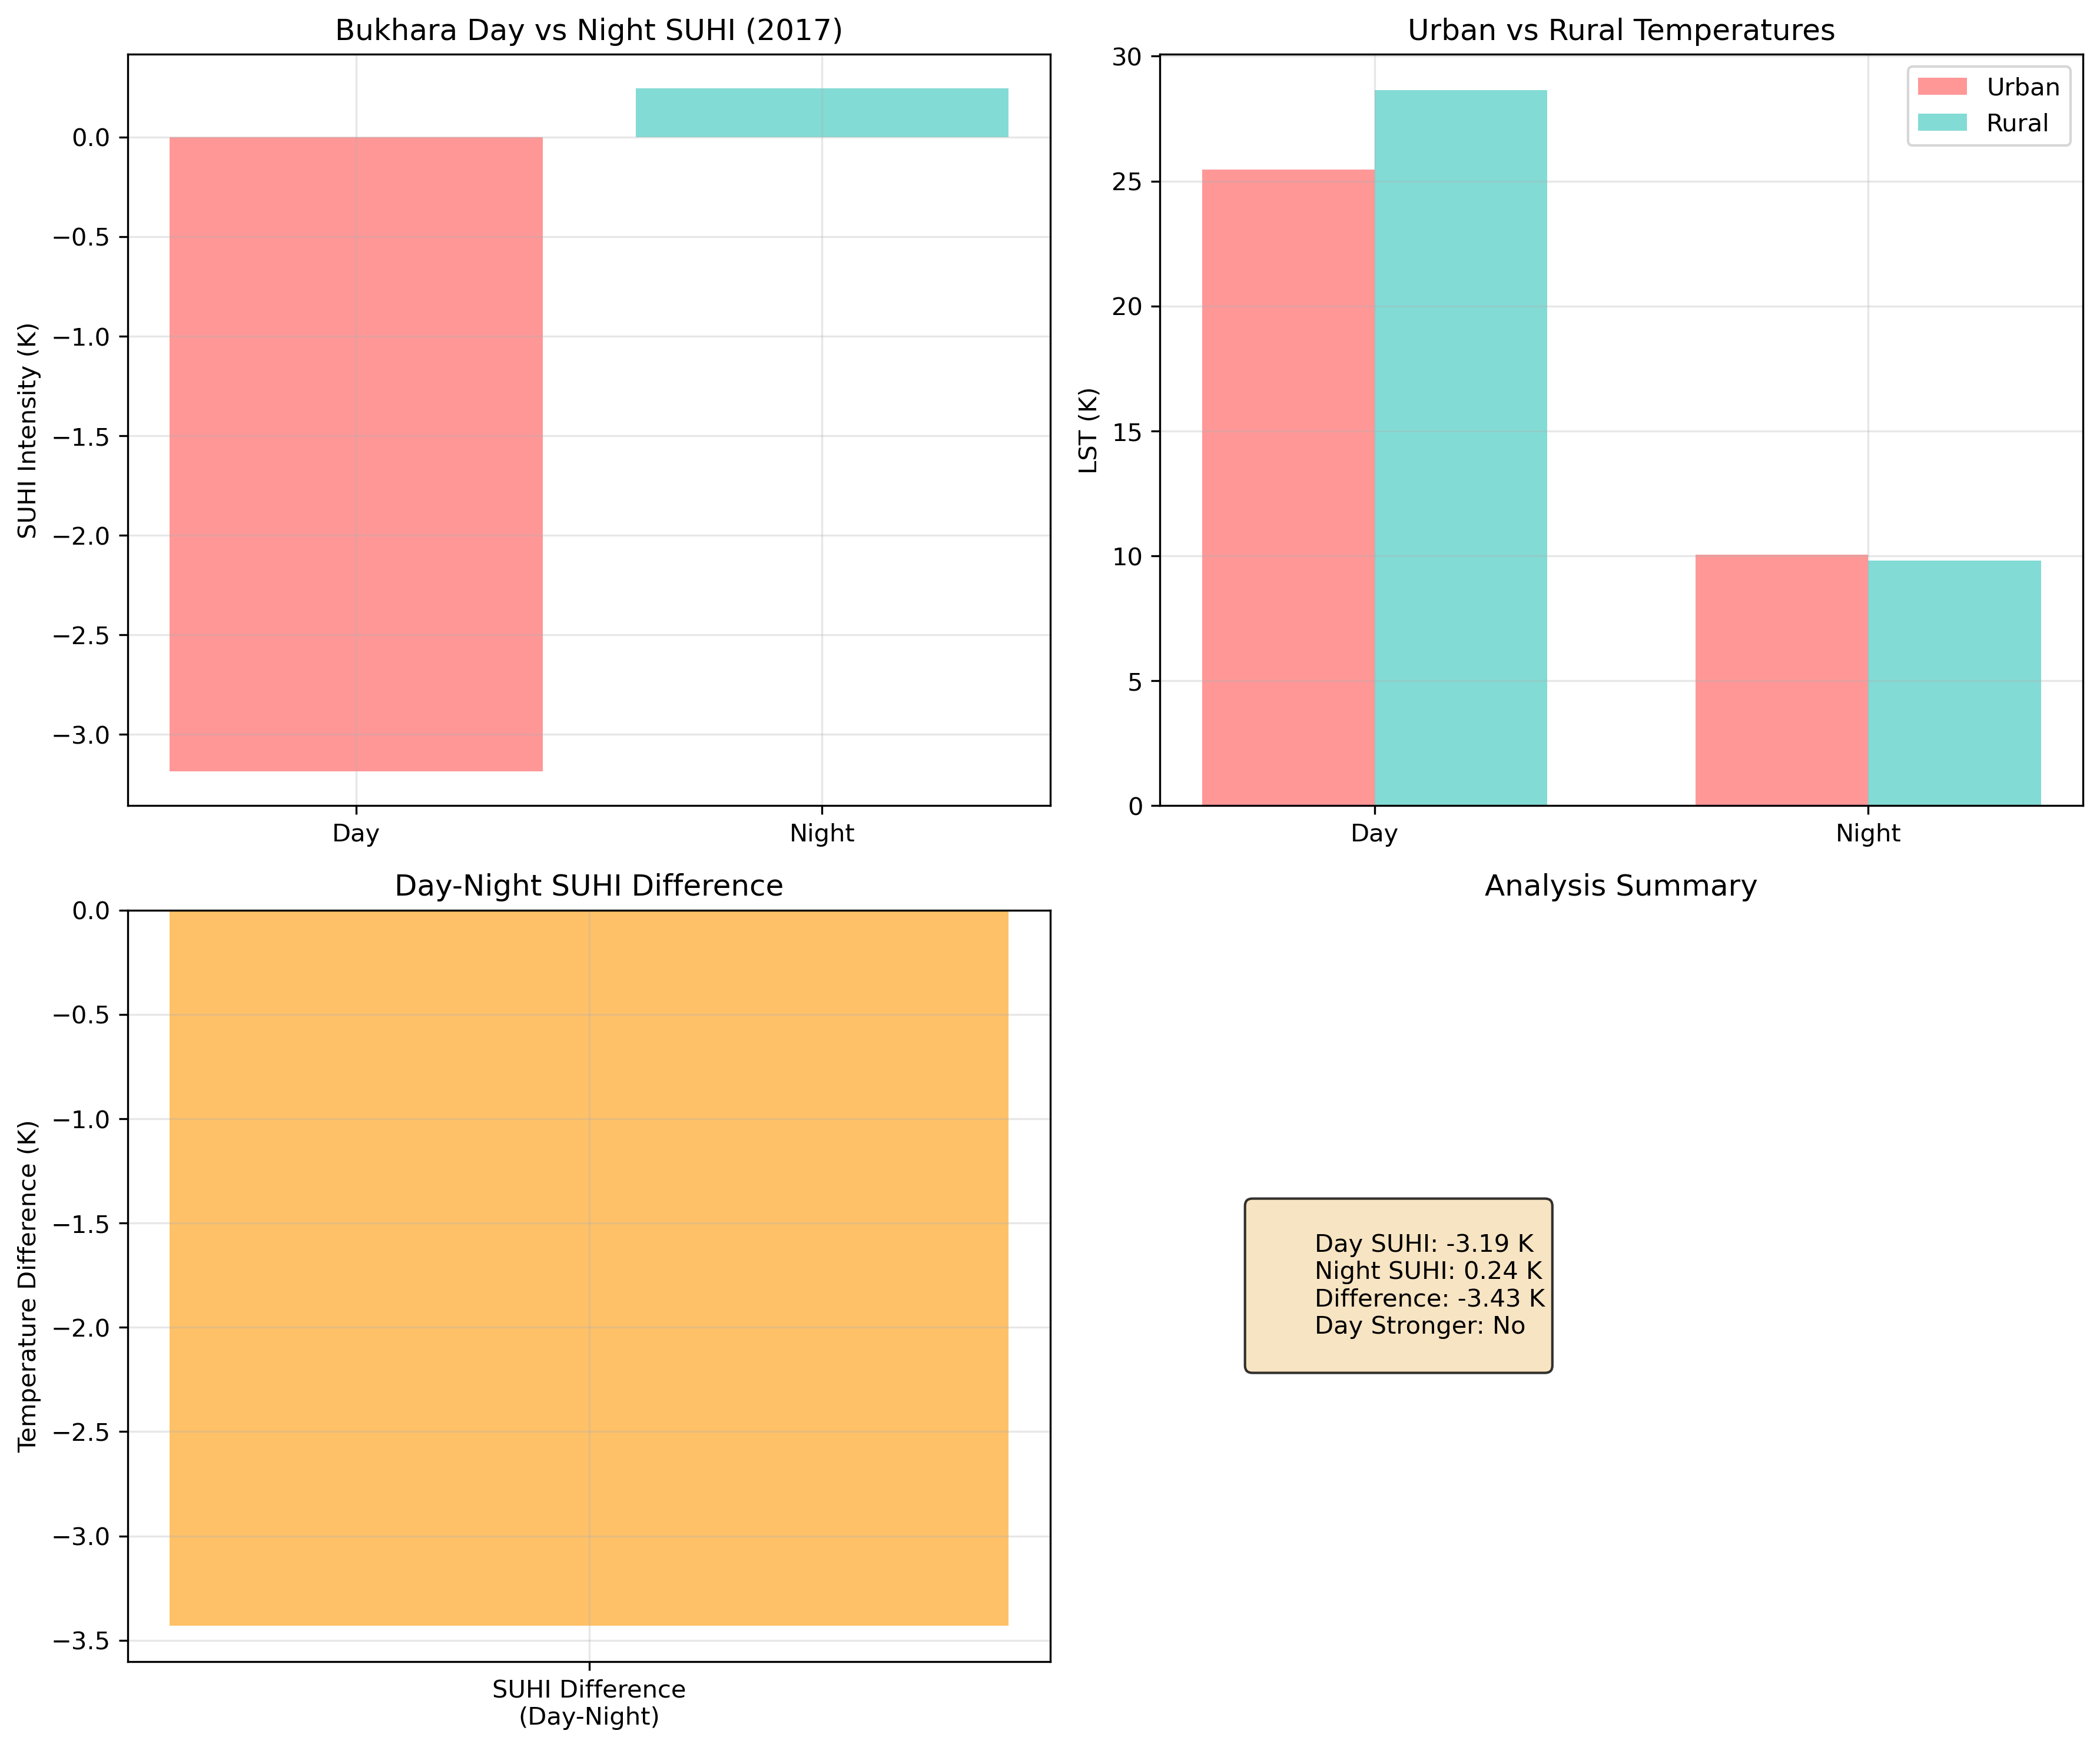 Bukhara Day vs Night SUHI (2017)
SUHI Intensity (K)
0.0
−0.5
−1.0
−1.5
−2.0
−2.5
−3.0
Day
Night
Urban vs Rural Temperatures
LST (K)
30
25
20
15
10
5
0
Urban
Rural
Day
Night
Day-Night SUHI Difference
Temperature Difference (K)
0.0
−0.5
−1.0
−1.5
−2.0
−2.5
−3.0
−3.5
SUHI Difference
(Day-Night)
Analysis Summary
Day SUHI: -3.19 K
Night SUHI: 0.24 K
Difference: -3.43 K
Day Stronger: No